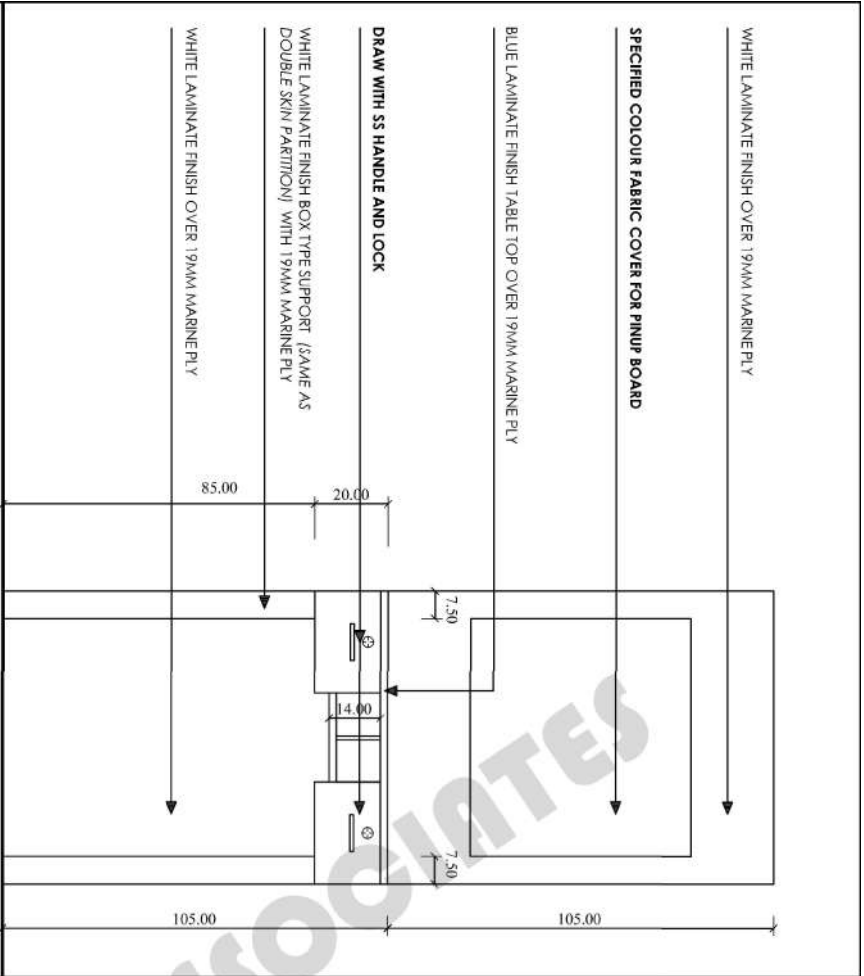 WHITE LAMINATE FINISH OVER 19MM MARINE PLY
SPECIFIED COLOUR FABRIC COVER FOR PINUP BOARD
BLUE LAMINATE FINISH TABLE TOP OVER 19MM MARINE PLY
DRAW WITH SS HANDLE AND LOCK
WHITE LAMINATE FINISH BOX TYPE SUPPORT (SAME AS
DOUBLE SKIN PARTITION) WITH 19MM MARINE PLY
WHITE LAMINATE FINISH OVER 19MM MARINE PLY
85.00
20.00
7.50
14.00
7.50
105.00
105.00